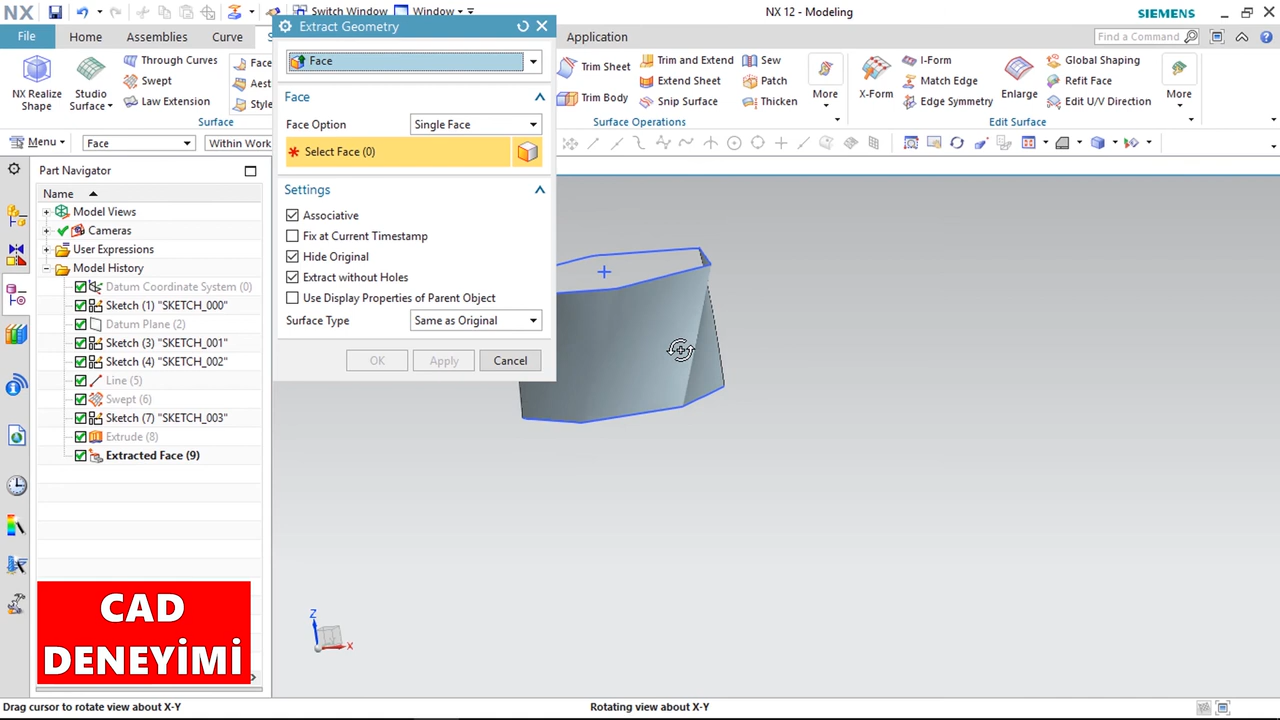 NX
Switch Window
Window
NX 12 - Modeling
SIEMENS
Extract Geometry
File
Home
Assemblies
Curve
Application
Find a Command
Face
NX Realize
Shape
Studio
Surface
Through Curves
Swept
Law Extension
Face
Style
Surface
Trim Sheet
Trim Body
Trim and Extend
Extend Sheet
Snip Surface
Sew
Patch
Thicken
More
Surface Operations
X-Form
I-Form
Match Edge
Edge Symmetry
Enlarge
Global Shaping
Refit Face
Edit U/V Direction
More
Edit Surface
Menu
Face
Within Work
Face
Face Option
Single Face
* Select Face (0)
Settings
Associative
Fix at Current Timestamp
Hide Original
Extract without Holes
Use Display Properties of Parent Object
Surface Type
Same as Original
OK
Apply
Cancel
Part Navigator
Name
Model Views
Cameras
User Expressions
Model History
Datum Coordinate System (0)
Sketch (1) "SKETCH_000"
Datum Plane (2)
Sketch (3) "SKETCH_001"
Sketch (4) "SKETCH_002"
Line (5)
Swept (6)
Sketch (7) "SKETCH_003"
Extrude (8)
Extracted Face (9)
CAD
DENEYİMİ
Z
X
Drag cursor to rotate view about X-Y
Rotating view about X-Y